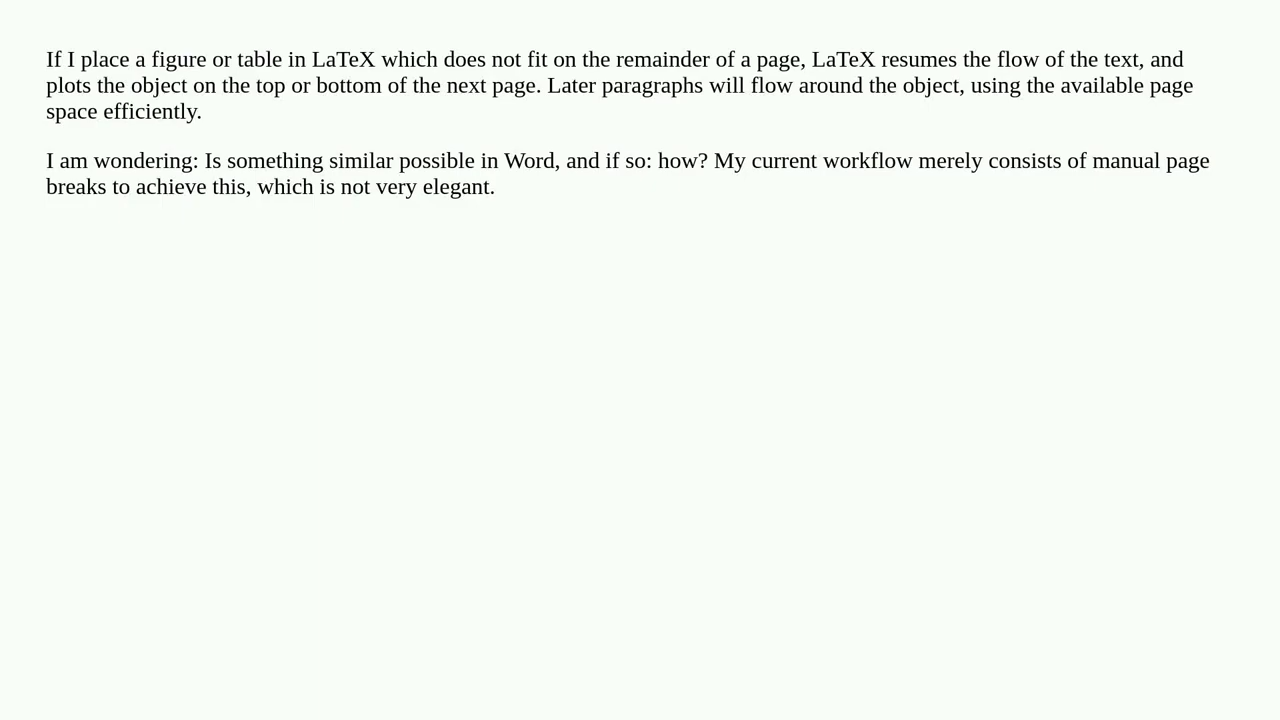 If I place a figure or table in LaTeX which does not fit on the remainder of a page, LaTeX resumes the flow of the text, and
plots the object on the top or bottom of the next page. Later paragraphs will flow around the object, using the available page
space efficiently.
I am wondering: Is something similar possible in Word, and if so: how? My current workflow merely consists of manual page
breaks to achieve this, which is not very elegant.